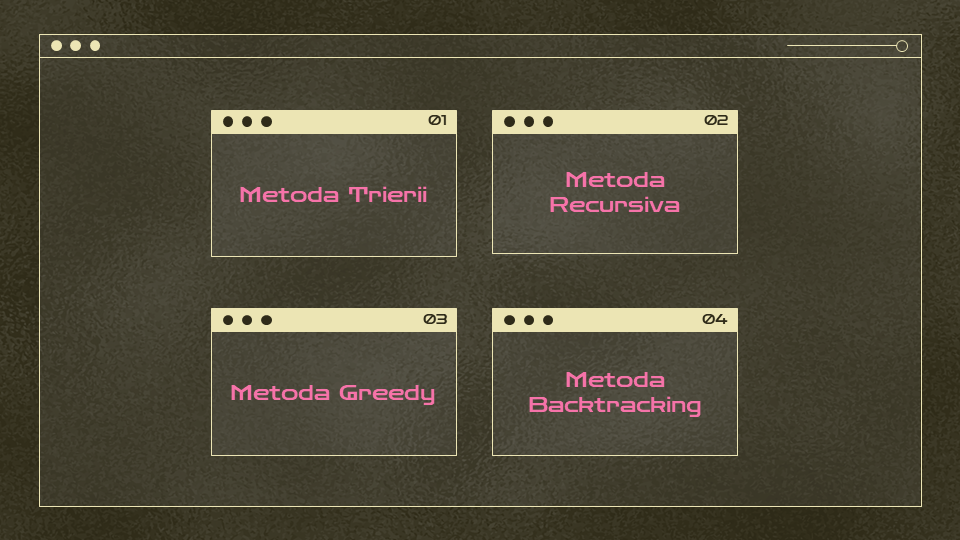 01
Metoda Trierii
02
Metoda
Recursiva
03
Metoda Greedy
04
Metoda
Backtracking